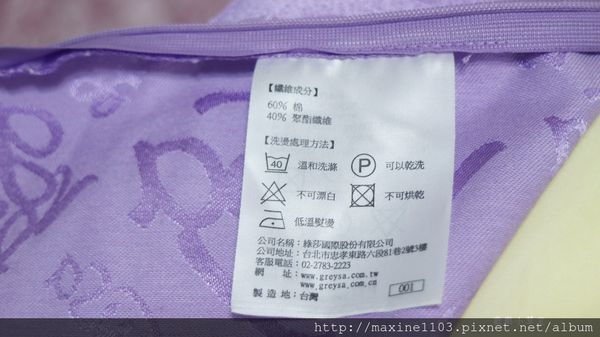 【纖維成分】
60% 棉
40% 聚酯纖維
【洗燙處理方法】
40 溫和洗滌 P 可以乾洗
不可漂白 不可烘乾
低溫熨燙
公司名稱：綠莎國際股份有限公司
公司地址：台北市忠孝東路六段81巷2號3樓
客服電話：02-2783-2223
網　　址：www.greysa.com.tw
www.greysa.com.cn
製 造 地：台灣 001
http://maxine1103.pixnet.net/album